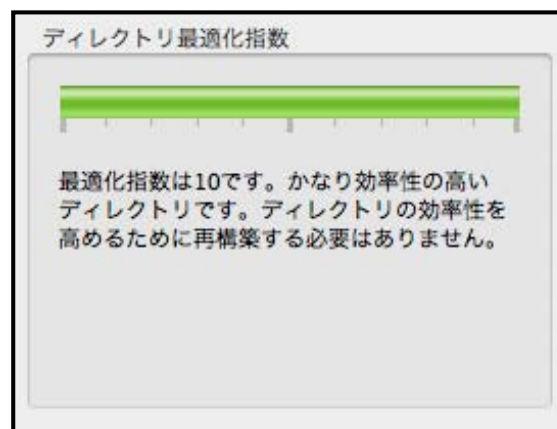 ディレクトリ最適化指数
最適化指数は10です。かなり効率性の高い
ディレクトリです。ディレクトリの効率性を
高めるために再構築する必要はありません。